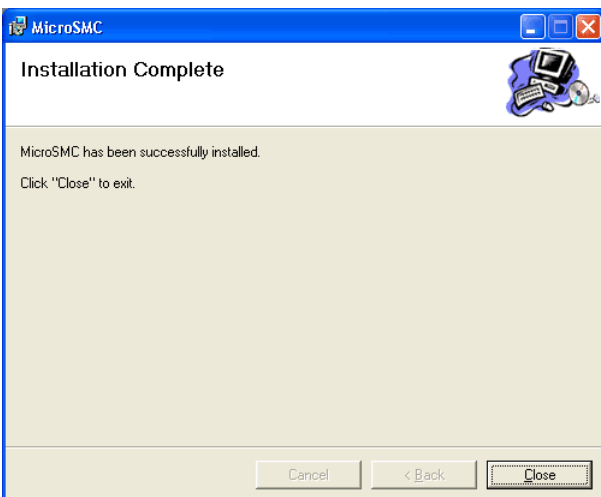 MicroSMC
Installation Complete
MicroSMC has been successfully installed.
Click "Close" to exit.
Cancel
< Back
Close